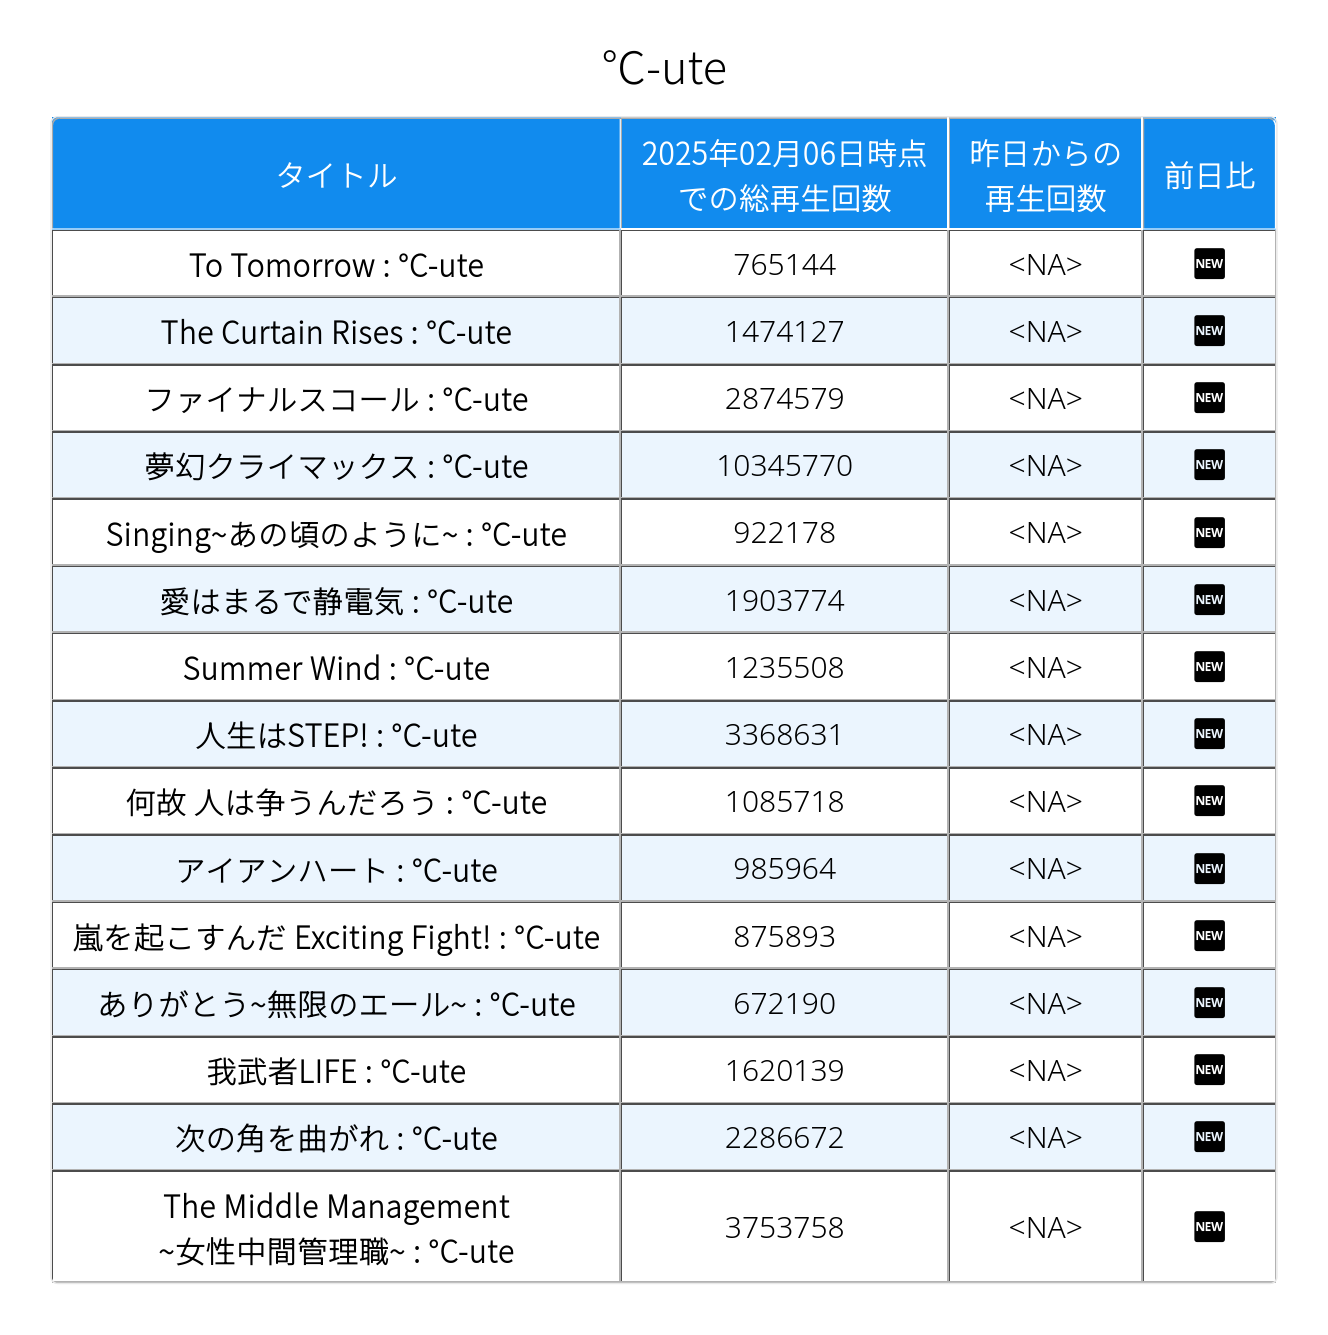 ℃-ute
タイトル
2025年02月06日時点
での総再生回数
昨日からの
再生回数
前日比
To Tomorrow : ℃-ute
765144
<NA>
NEW
The Curtain Rises : ℃-ute
1474127
<NA>
NEW
ファイナルスコール : ℃-ute
2874579
<NA>
NEW
夢幻クライマックス : ℃-ute
10345770
<NA>
NEW
Singing~あの頃のように~ : ℃-ute
922178
<NA>
NEW
愛はまるで静電気 : ℃-ute
1903774
<NA>
NEW
Summer Wind : ℃-ute
1235508
<NA>
NEW
人生はSTEP! : ℃-ute
3368631
<NA>
NEW
何故 人は争うんだろう : ℃-ute
1085718
<NA>
NEW
アイアンハート : ℃-ute
985964
<NA>
NEW
嵐を起こすんだ Exciting Fight! : ℃-ute
875893
<NA>
NEW
ありがとう~無限のエール~ : ℃-ute
672190
<NA>
NEW
我武者LIFE : ℃-ute
1620139
<NA>
NEW
次の角を曲がれ : ℃-ute
2286672
<NA>
NEW
The Middle Management
~女性中間管理職~ : ℃-ute
3753758
<NA>
NEW